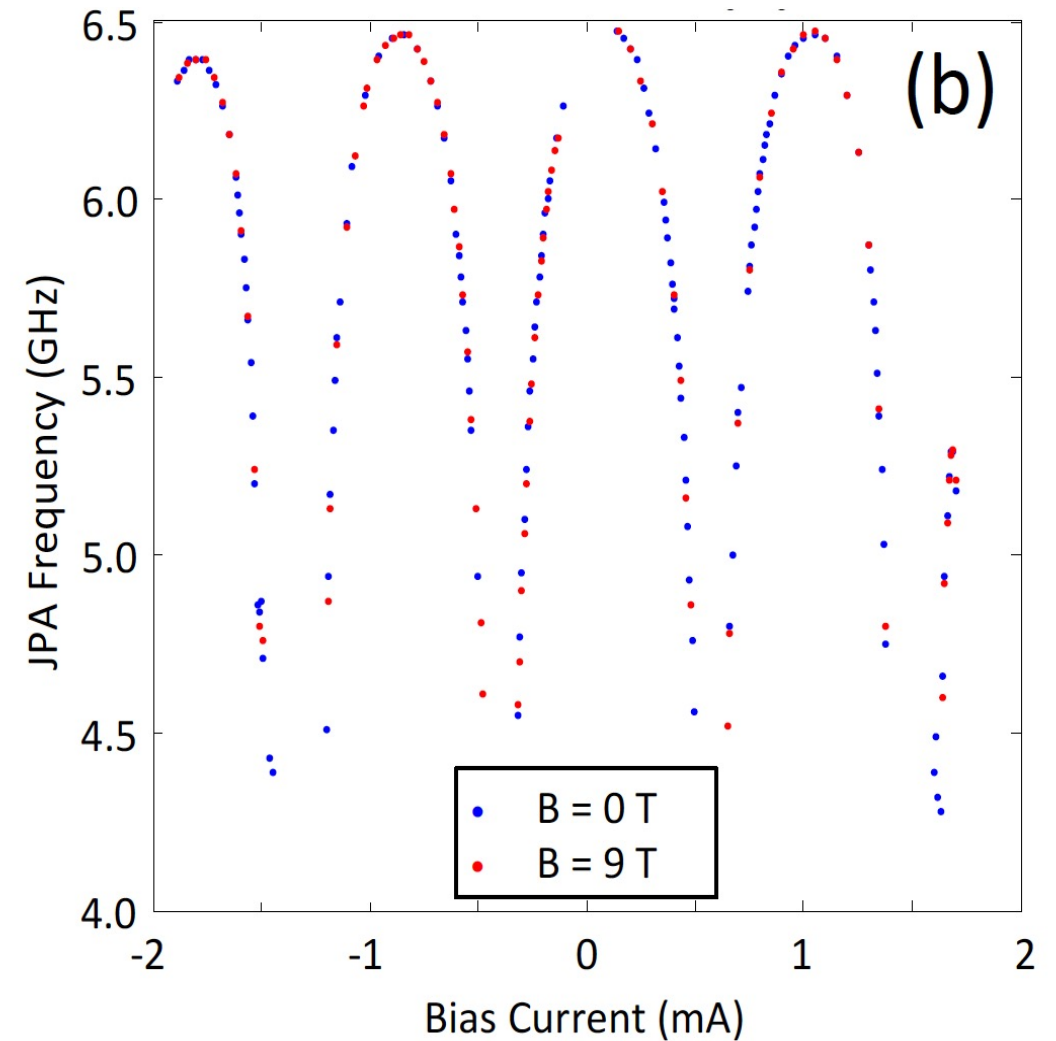 (b)
6.5
6.0
5.5
5.0
4.5
4.0
JPA Frequency (GHz)
B = 0 T
B = 9 T
-2 -1 0 1 2
Bias Current (mA)